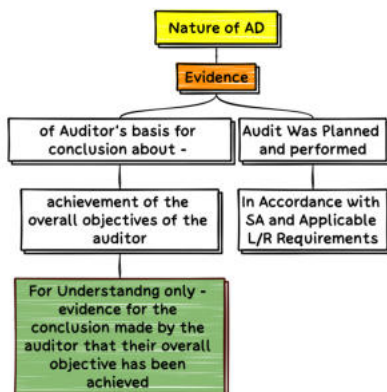 Nature of AD
Evidence
of Auditor's basis for
conclusion about -
achievement of the
overall objectives of the
auditor
For Understandng only -
evidence for the
conclusion made by the
auditor that their overall
objective has been
achieved
Audit Was Planned
and performed
In Accordance with
SA and Applicable
L/R Requirements